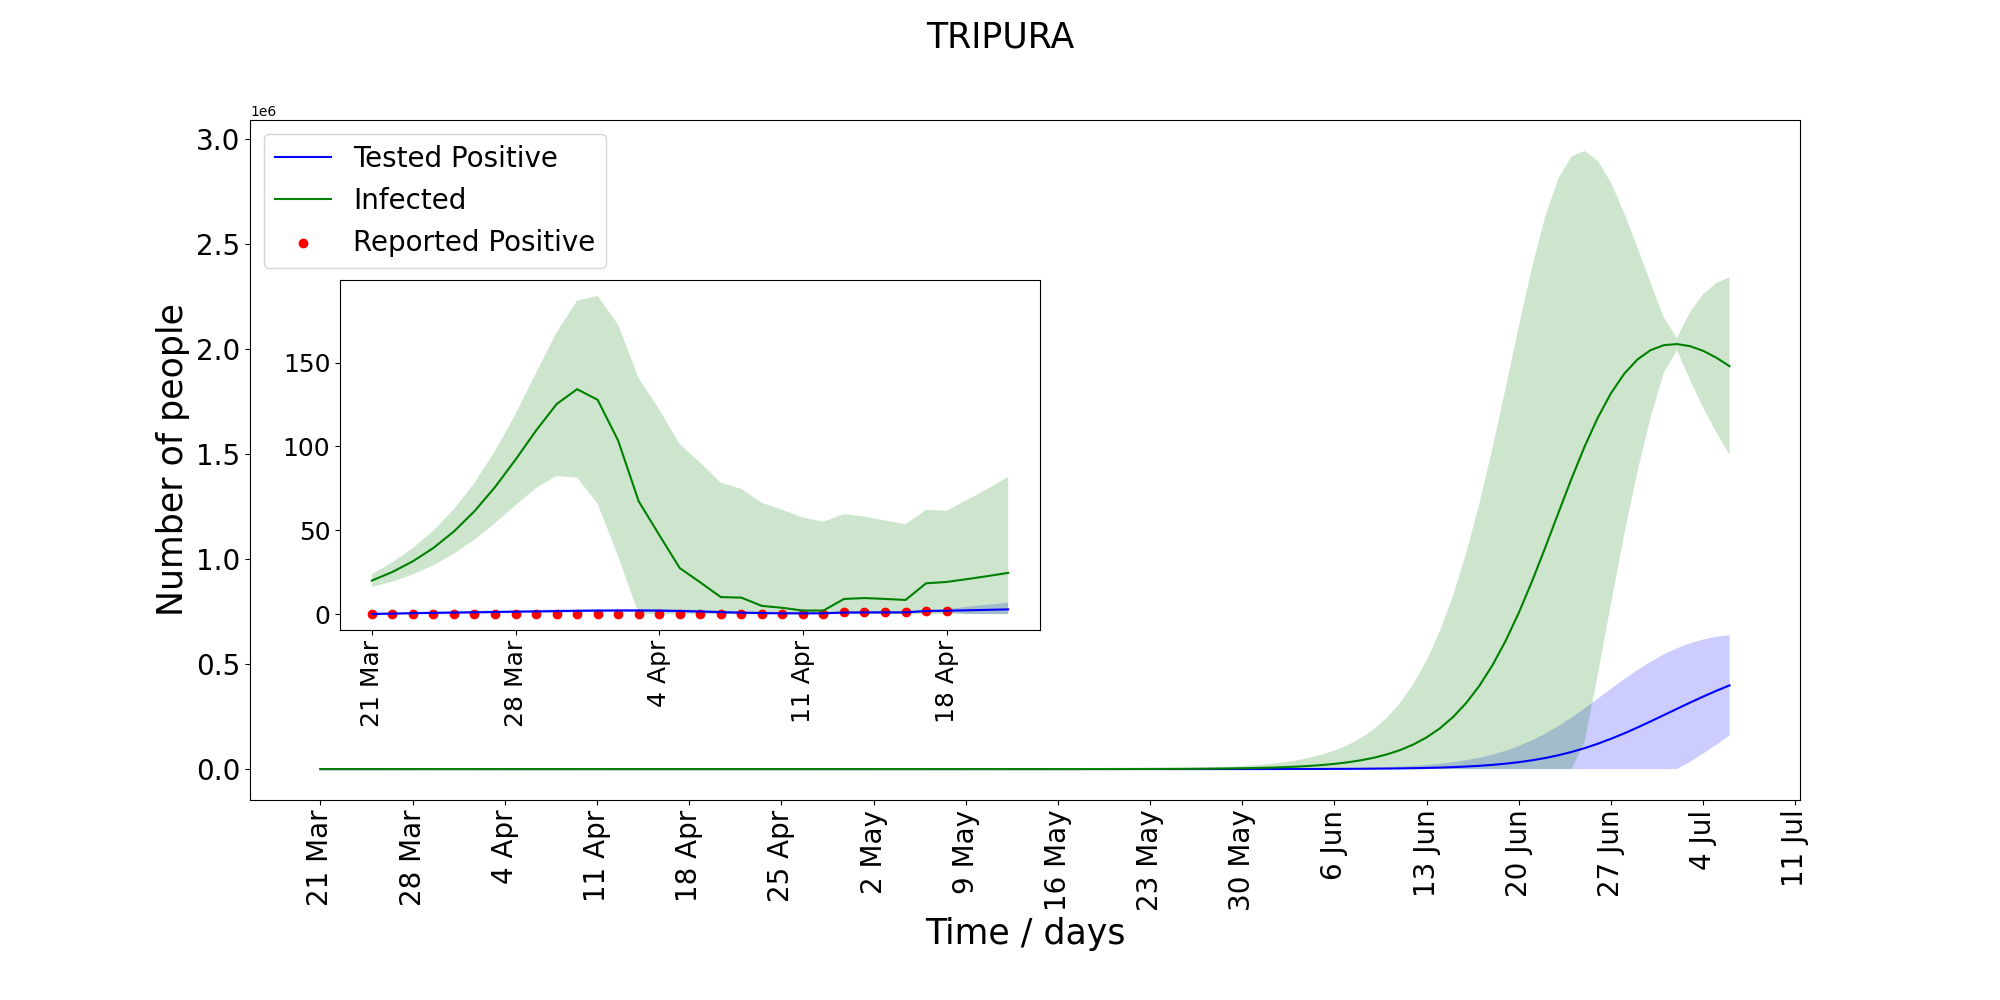 TRIPURA
1e6
3.0
2.5
2.0
1.5
1.0
0.5
0.0
Number of people
Tested Positive
Infected
Reported Positive
150
100
50
0
21 Mar
28 Mar
4 Apr
11 Apr
18 Apr
21 Mar
28 Mar
4 Apr
11 Apr
18 Apr
25 Apr
2 May
9 May
16 May
23 May
30 May
6 Jun
13 Jun
20 Jun
27 Jun
4 Jul
11 Jul
Time / days